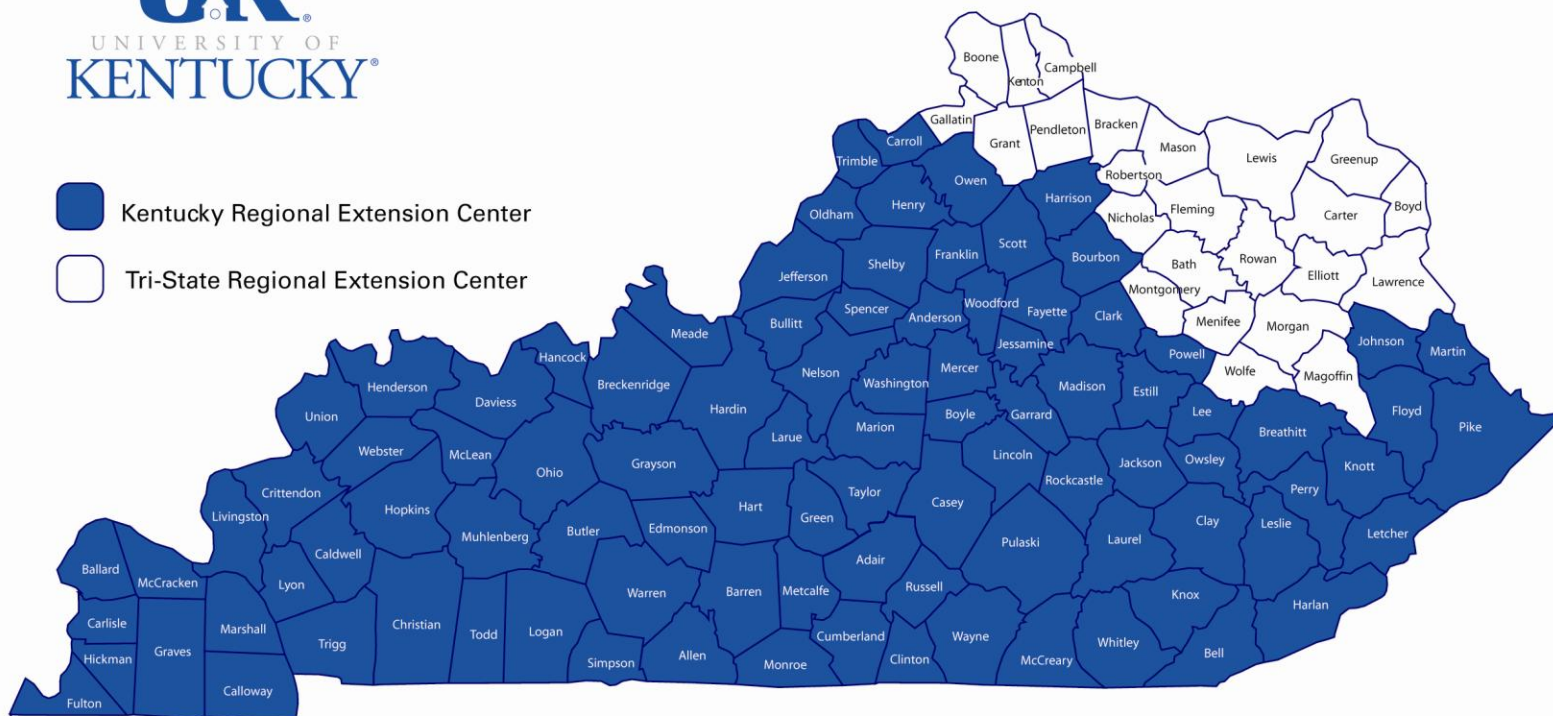 UK®
UNIVERSITY OF
KENTUCKY®
Kentucky Regional Extension Center
Tri-State Regional Extension Center
Boone
Kenton
Campbell
Gallatin
Grant
Pendleton
Bracken
Mason
Lewis
Greenup
Robertson
Nicholas
Fleming
Carter
Boyd
Bath
Rowan
Elliott
Lawrence
Montgomery
Menifee
Morgan
Wolfe
Magoffin
Carroll
Trimble
Owen
Harrison
Oldham
Henry
Scott
Bourbon
Jefferson
Shelby
Franklin
Woodford
Fayette
Clark
Spencer
Anderson
Bullitt
Meade
Jessamine
Powell
Johnson
Martin
Hancock
Breckenridge
Nelson
Washington
Mercer
Madison
Estill
Henderson
Daviess
Hardin
Larue
Marion
Boyle
Garrard
Lee
Breathitt
Floyd
Pike
Union
Webster
McLean
Ohio
Grayson
Lincoln
Rockcastle
Jackson
Owsley
Perry
Knott
Crittendon
Livingston
Hopkins
Muhlenberg
Butler
Edmonson
Hart
Green
Taylor
Casey
Pulaski
Laurel
Clay
Leslie
Letcher
Ballard
McCracken
Lyon
Caldwell
Adair
Russell
Knox
Harlan
Carlisle
Marshall
Graves
Hickman
Trigg
Christian
Todd
Logan
Warren
Barren
Metcalfe
Cumberland
Wayne
Whitley
Bell
Fulton
Calloway
Simpson
Allen
Monroe
Clinton
McCreary